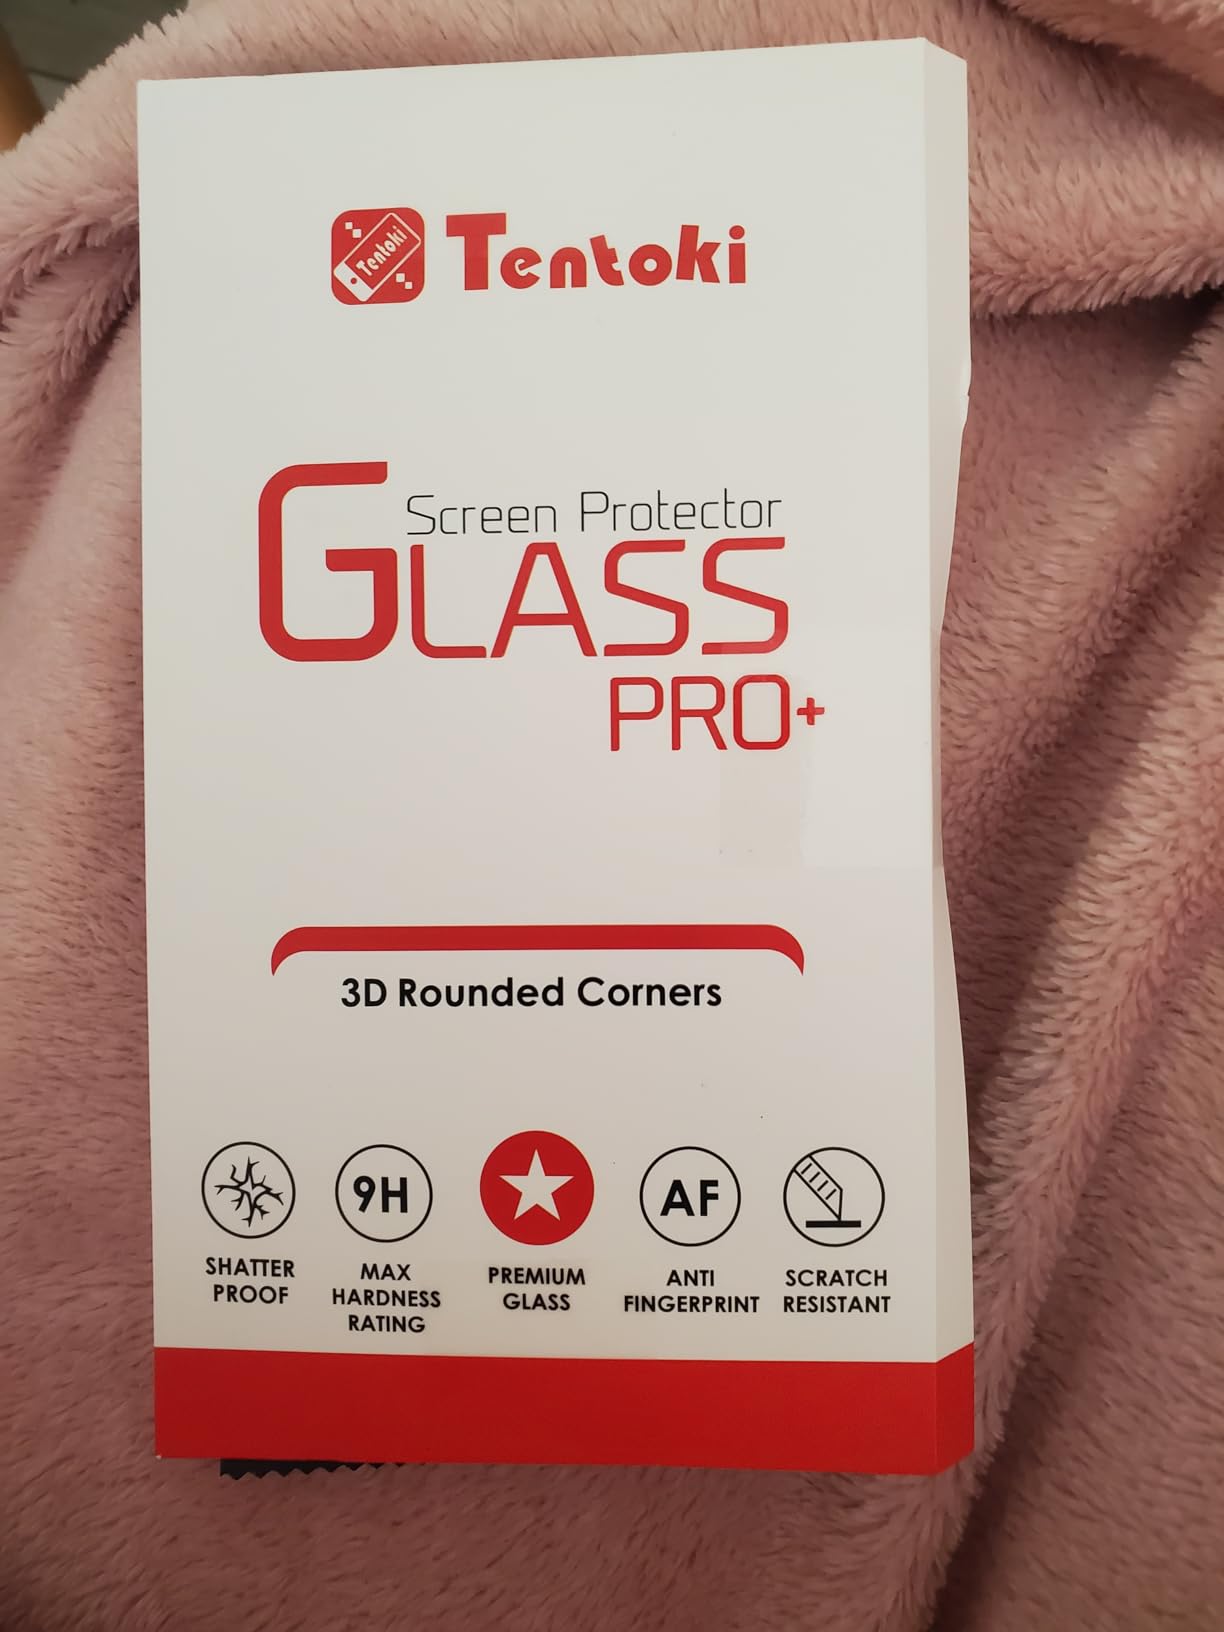 Tentoki
Tentoki
Screen Protector
GLASS
PRO+
3D Rounded Corners
9H
AF
SHATTER
PROOF
MAX
HARDNESS
RATING
PREMIUM
GLASS
ANTI
FINGERPRINT
SCRATCH
RESISTANT